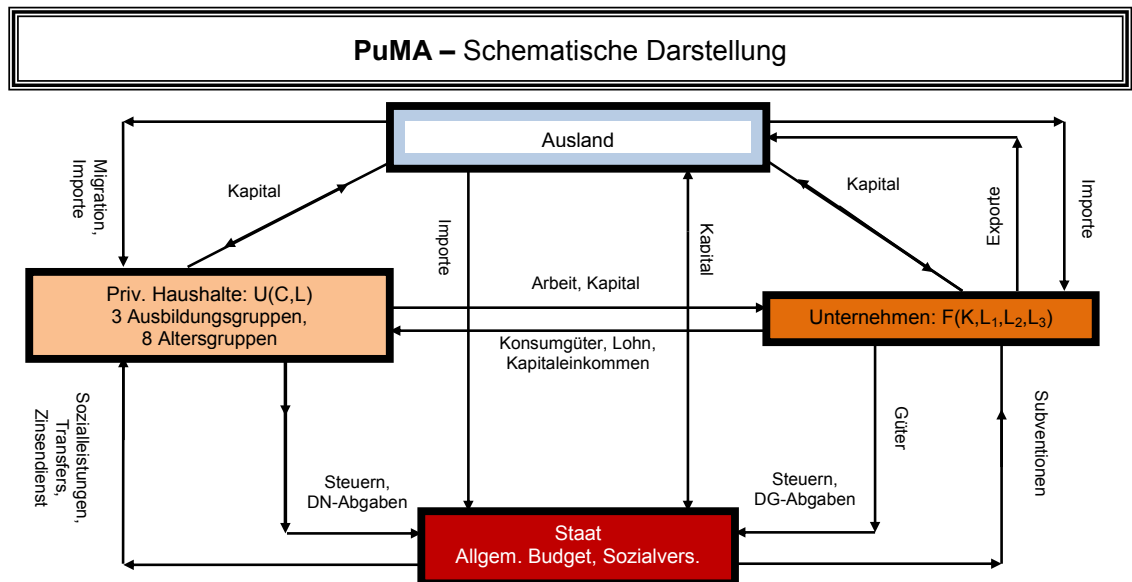 PuMA – Schematische Darstellung
Ausland
Migration,
Importe
Kapital
Importe
Kapital
Kapital
Exporte
Importe
Priv. Haushalte: U(C,L)
3 Ausbildungsgruppen,
8 Altersgruppen
Arbeit, Kapital
Konsumgüter, Lohn,
Kapitaleinkommen
Unternehmen: F(K,L₁,L₂,L₃)
Sozialleistungen,
Transfers,
Zinsendienst
Steuern,
DN-Abgaben
Steuern,
DG-Abgaben
Güter
Subventionen
Staat
Allgem. Budget, Sozialvers.